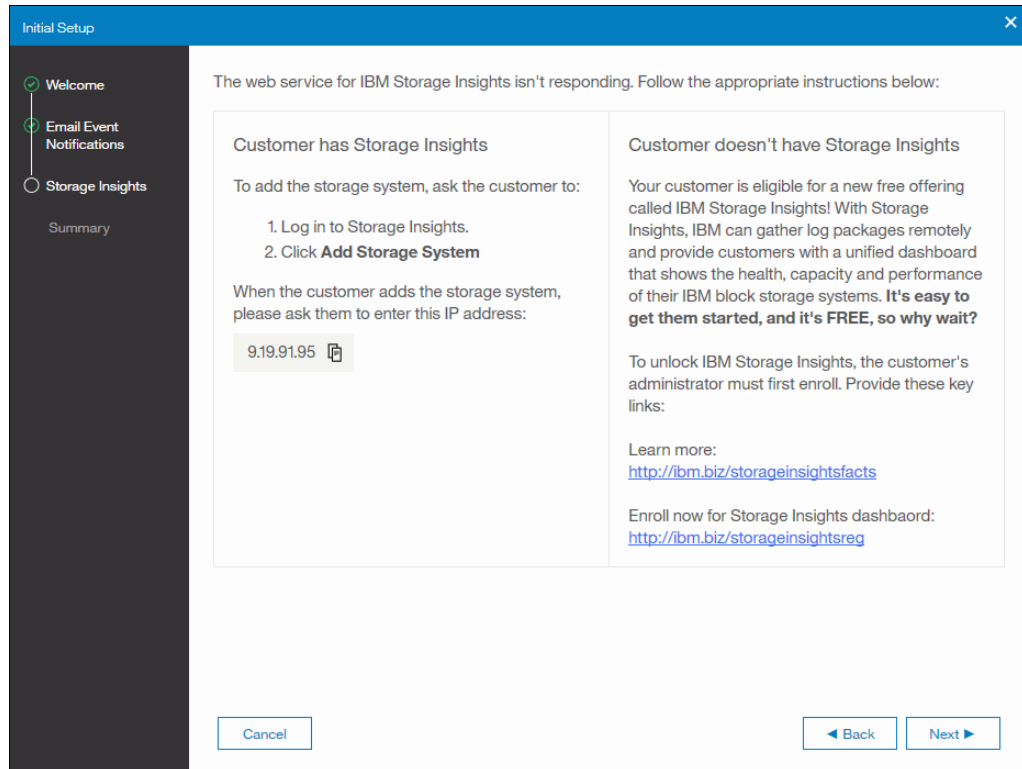 Initial Setup
Welcome
Email Event
Notifications
Storage Insights
Summary
The web service for IBM Storage Insights isn't responding. Follow the appropriate instructions below:
Customer has Storage Insights
To add the storage system, ask the customer to:
1. Log in to Storage Insights.
2. Click Add Storage System
When the customer adds the storage system,
please ask them to enter this IP address:
9.19.91.95
Customer doesn't have Storage Insights
Your customer is eligible for a new free offering
called IBM Storage Insights! With Storage
Insights, IBM can gather log packages remotely
and provide customers with a unified dashboard
that shows the health, capacity and performance
of their IBM block storage systems. It's easy to
get them started, and it's FREE, so why wait?
To unlock IBM Storage Insights, the customer's
administrator must first enroll. Provide these key
links:
Learn more:
http://ibm.biz/storageinsightsfacts
Enroll now for Storage Insights dashbaord:
http://ibm.biz/storageinsightsreg
Cancel
Back
Next